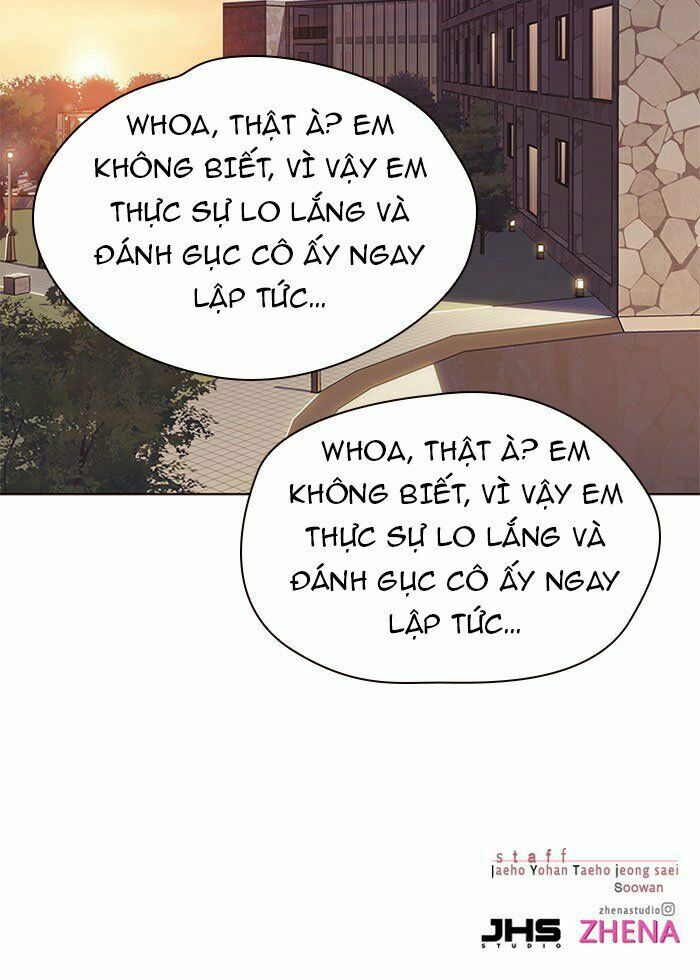 WHOA, THẬT À? EM
KHÔNG BIẾT, VÌ VẬY EM
THỰC SỰ LO LẮNG VÀ
ĐÁNH GỤC CÔ ẤY NGAY
LẬP TỨC...
WHOA, THẬT À? EM
KHÔNG BIẾT, VÌ VẬY EM
THỰC SỰ LO LẮNG VÀ
ĐÁNH GỤC CÔ ẤY NGAY
LẬP TỨC...
staff
Jaeho Yohan Taeho jeong saei
Soowan
zhenastudio
JHS
STUDIO
ZHENA